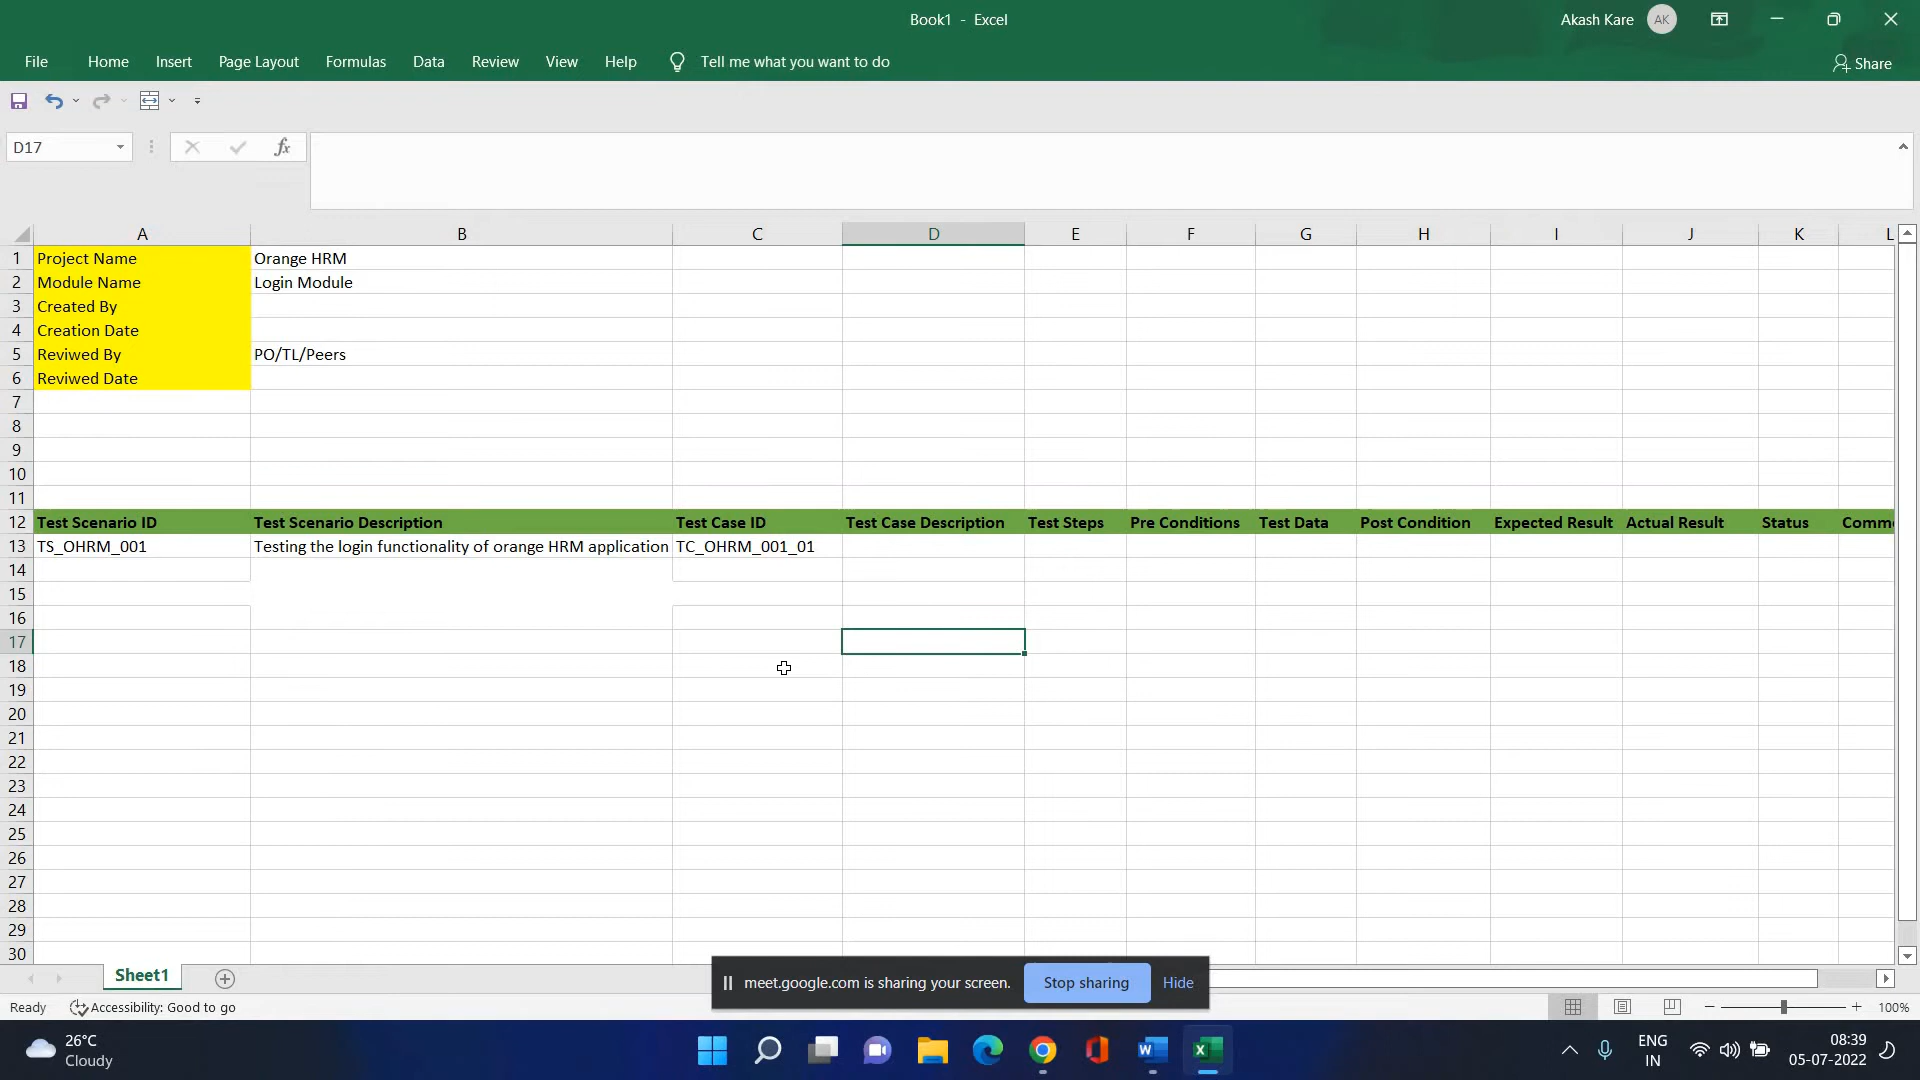 Book1 - Excel
Akash Kare AK
File Home Insert Page Layout Formulas Data Review View Help Tell me what you want to do
Share
D17
fx
A B C D E F G H I J K L
1 Project Name Orange HRM
2 Module Name Login Module
3 Created By
4 Creation Date
5 Reviwed By PO/TL/Peers
6 Reviwed Date
7
8
9
10
11
12 Test Scenario ID Test Scenario Description Test Case ID Test Case Description Test Steps Pre Conditions Test Data Post Condition Expected Result Actual Result Status Comm
13 TS_OHRM_001 Testing the login functionality of orange HRM application TC_OHRM_001_01
14
15
16
17
18
19
20
21
22
23
24
25
26
27
28
29
30
Sheet1
meet.google.com is sharing your screen. Stop sharing Hide
Ready Accessibility: Good to go
100%
26°C
Cloudy
ENG
IN
08:39
05-07-2022